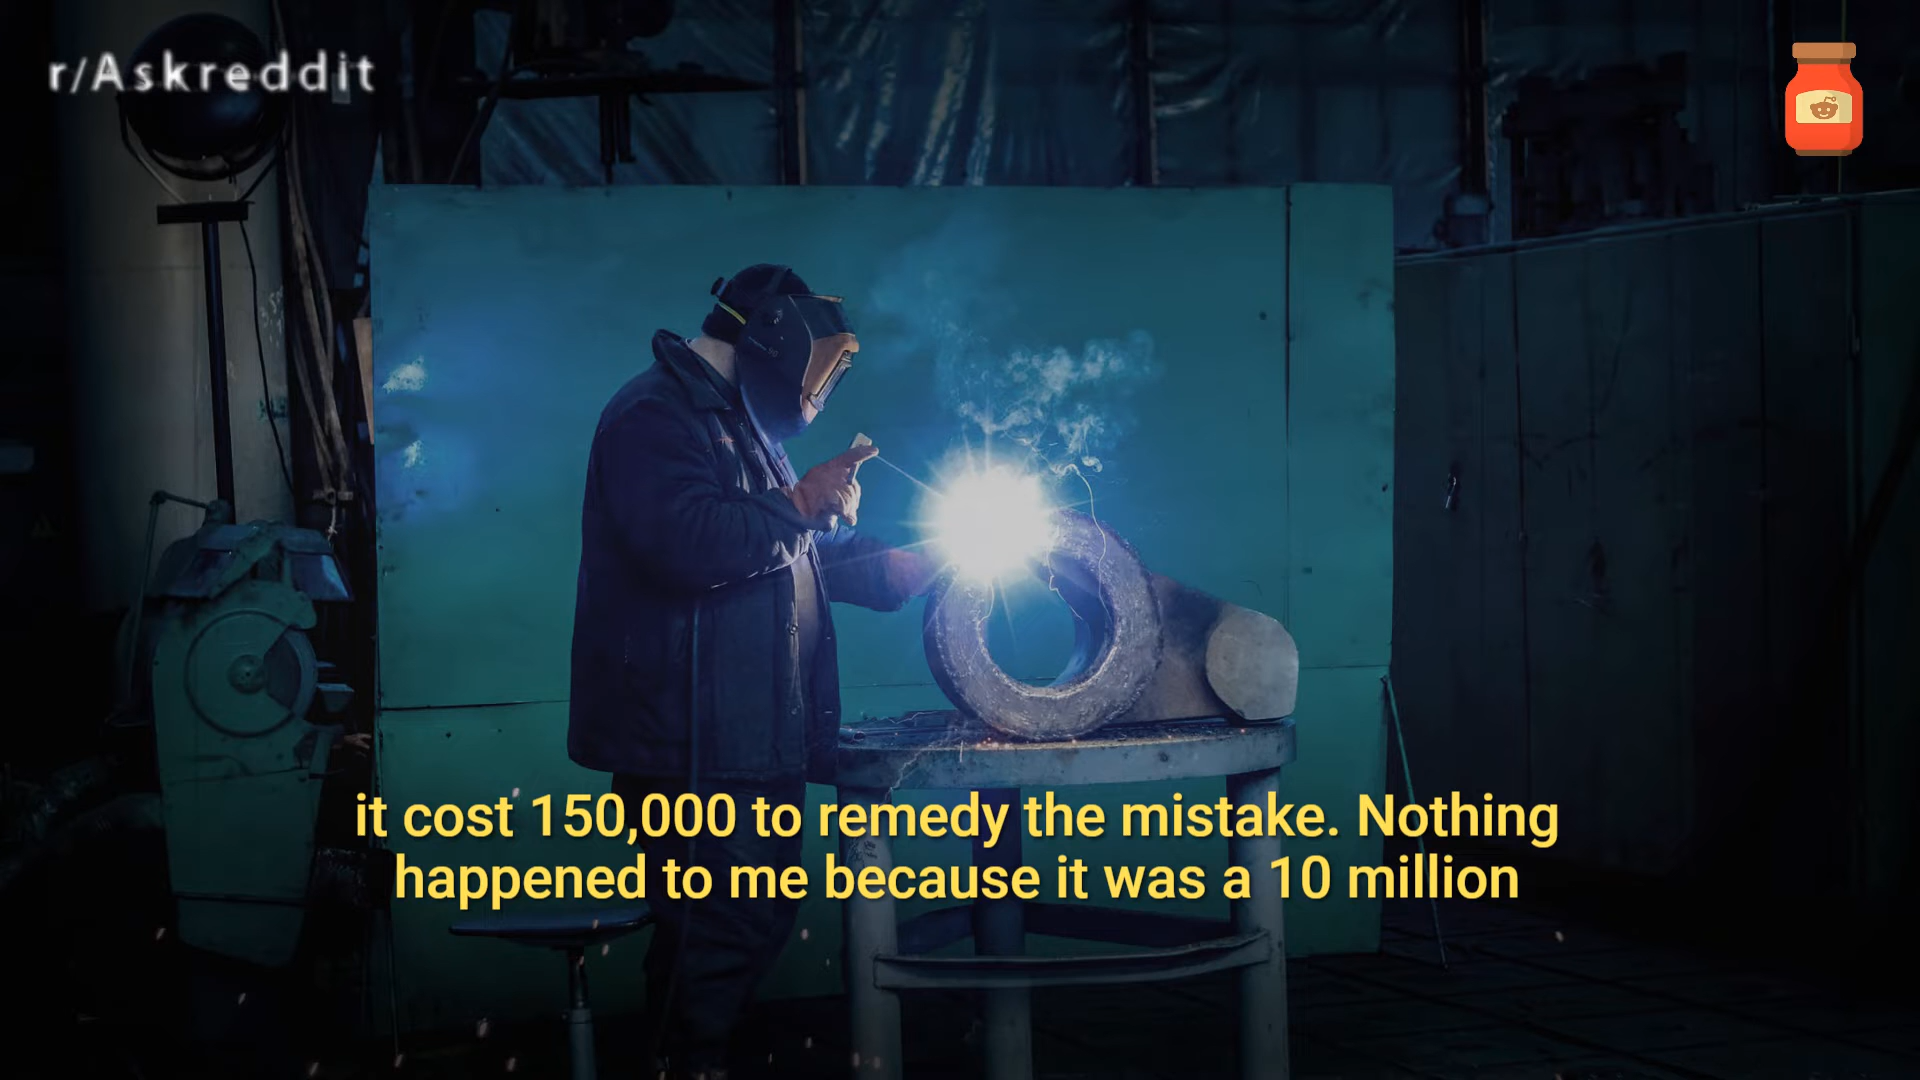 r/Askreddit
it cost 150,000 to remedy the mistake. Nothing
happened to me because it was a 10 million